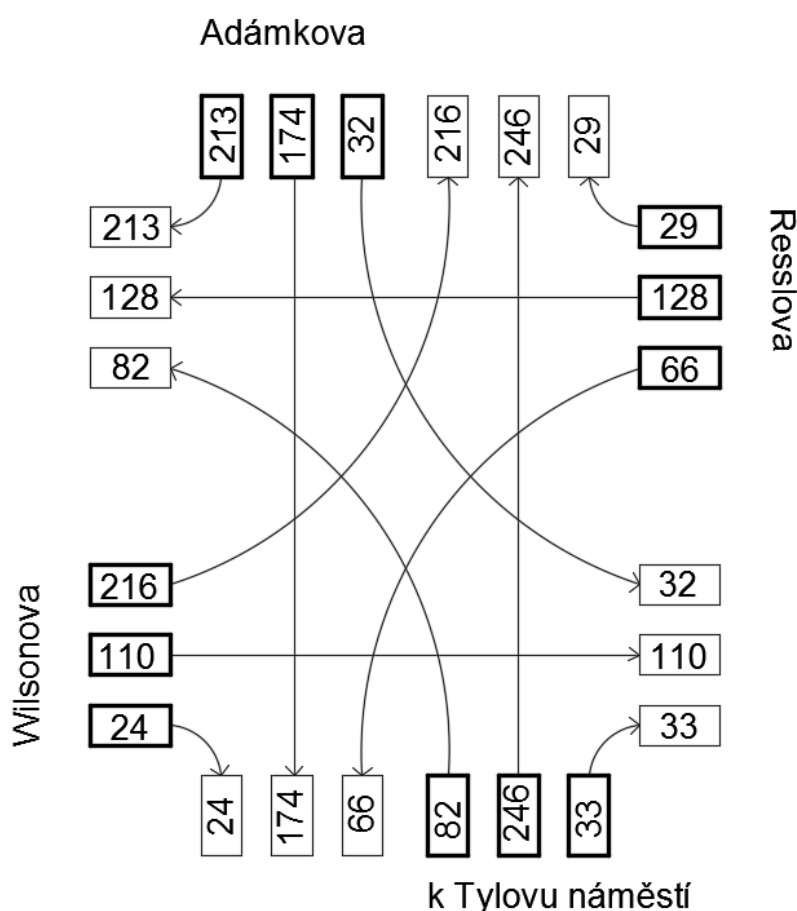 Adámkova
213 174 32 216 246 29
213 29
128 128
82 66
Resslova
216 32
110 110
24 33
Wilsonova
24 174 66 82 246 33
k Tylovu náměstí